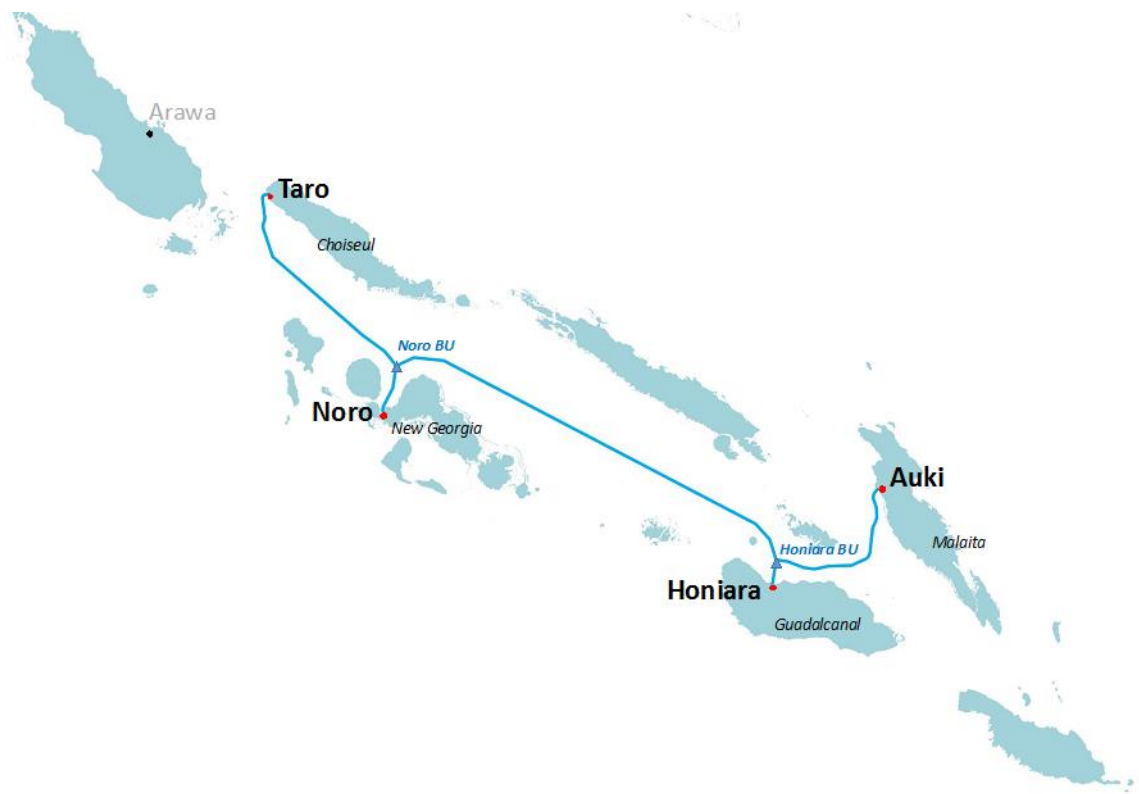 Arawa
Taro
Choiseul
Noro BU
Noro
New Georgia
Auki
Malaita
Honiara BU
Honiara
Guadalcanal